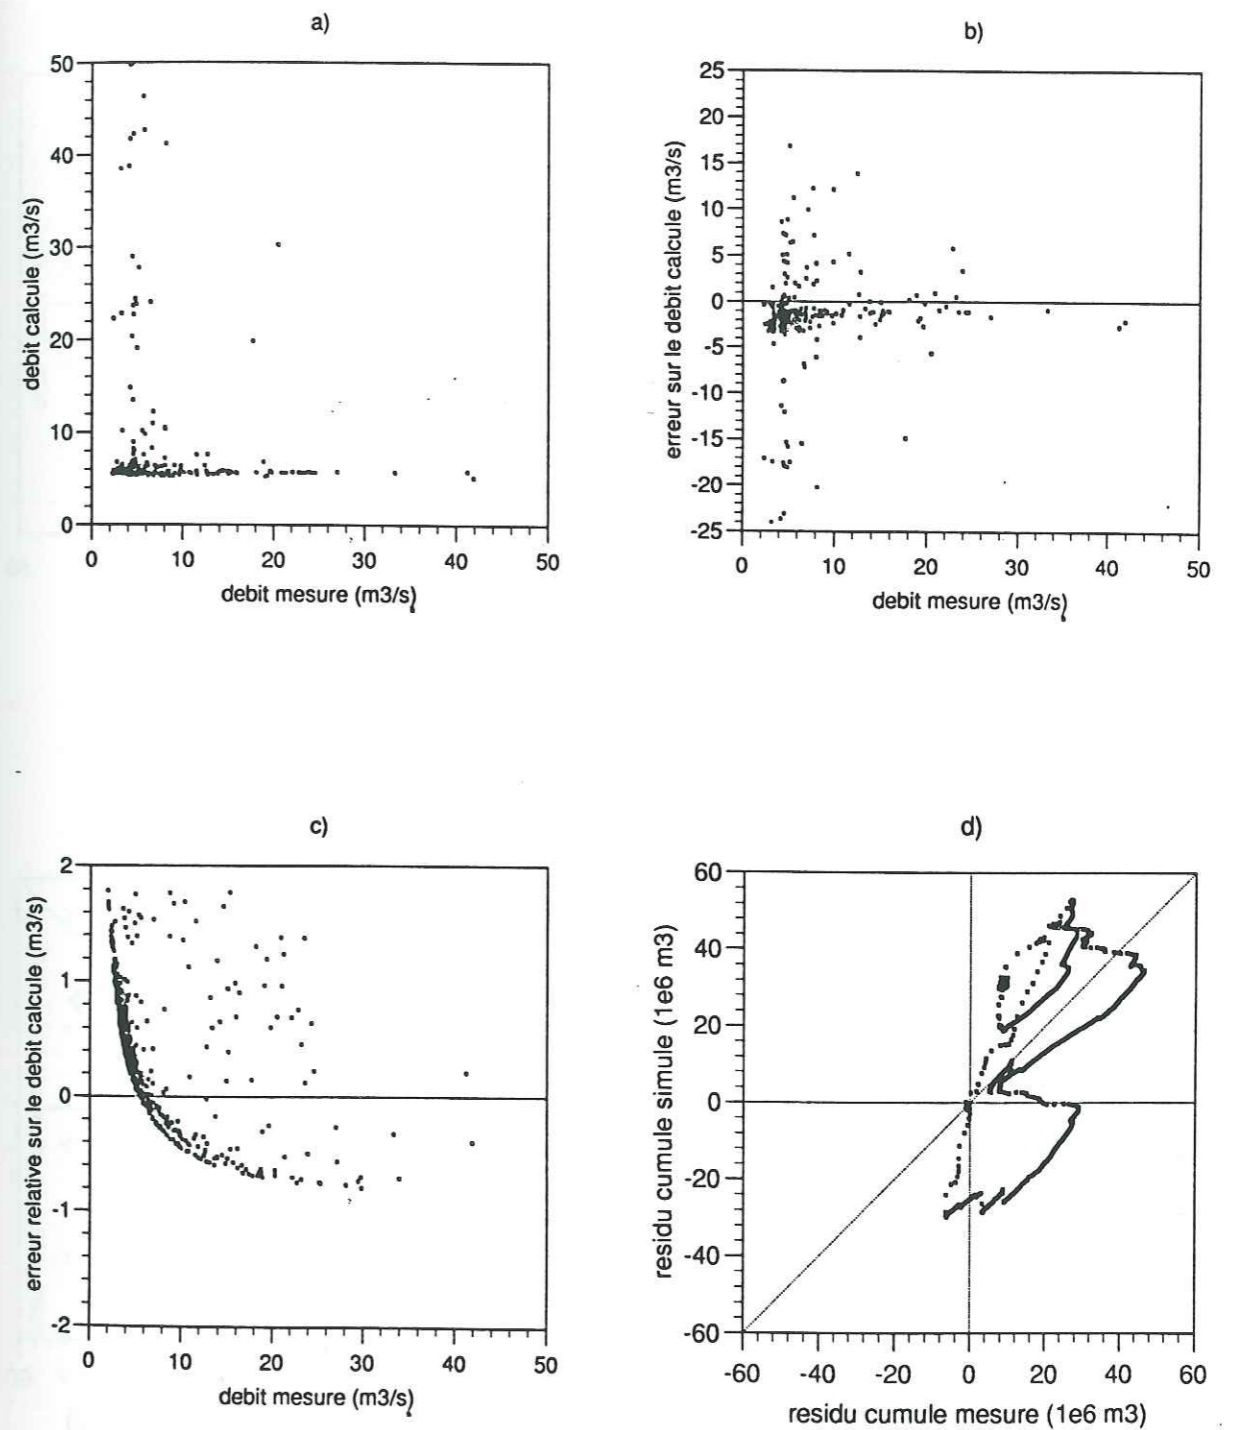 a)
50
40
30
20
10
0
debit calcule (m3/s)
0 10 20 30 40 50
debit mesure (m3/s)
b)
25
20
15
10
5
0
-5
-10
-15
-20
-25
erreur sur le debit calcule (m3/s)
0 10 20 30 40 50
debit mesure (m3/s)
c)
2
1
0
-1
-2
erreur relative sur le debit calcule (m3/s)
0 10 20 30 40 50
debit mesure (m3/s)
d)
60
40
20
0
-20
-40
-60
residu cumule simule (1e6 m3)
-60 -40 -20 0 20 40 60
residu cumule mesure (1e6 m3)